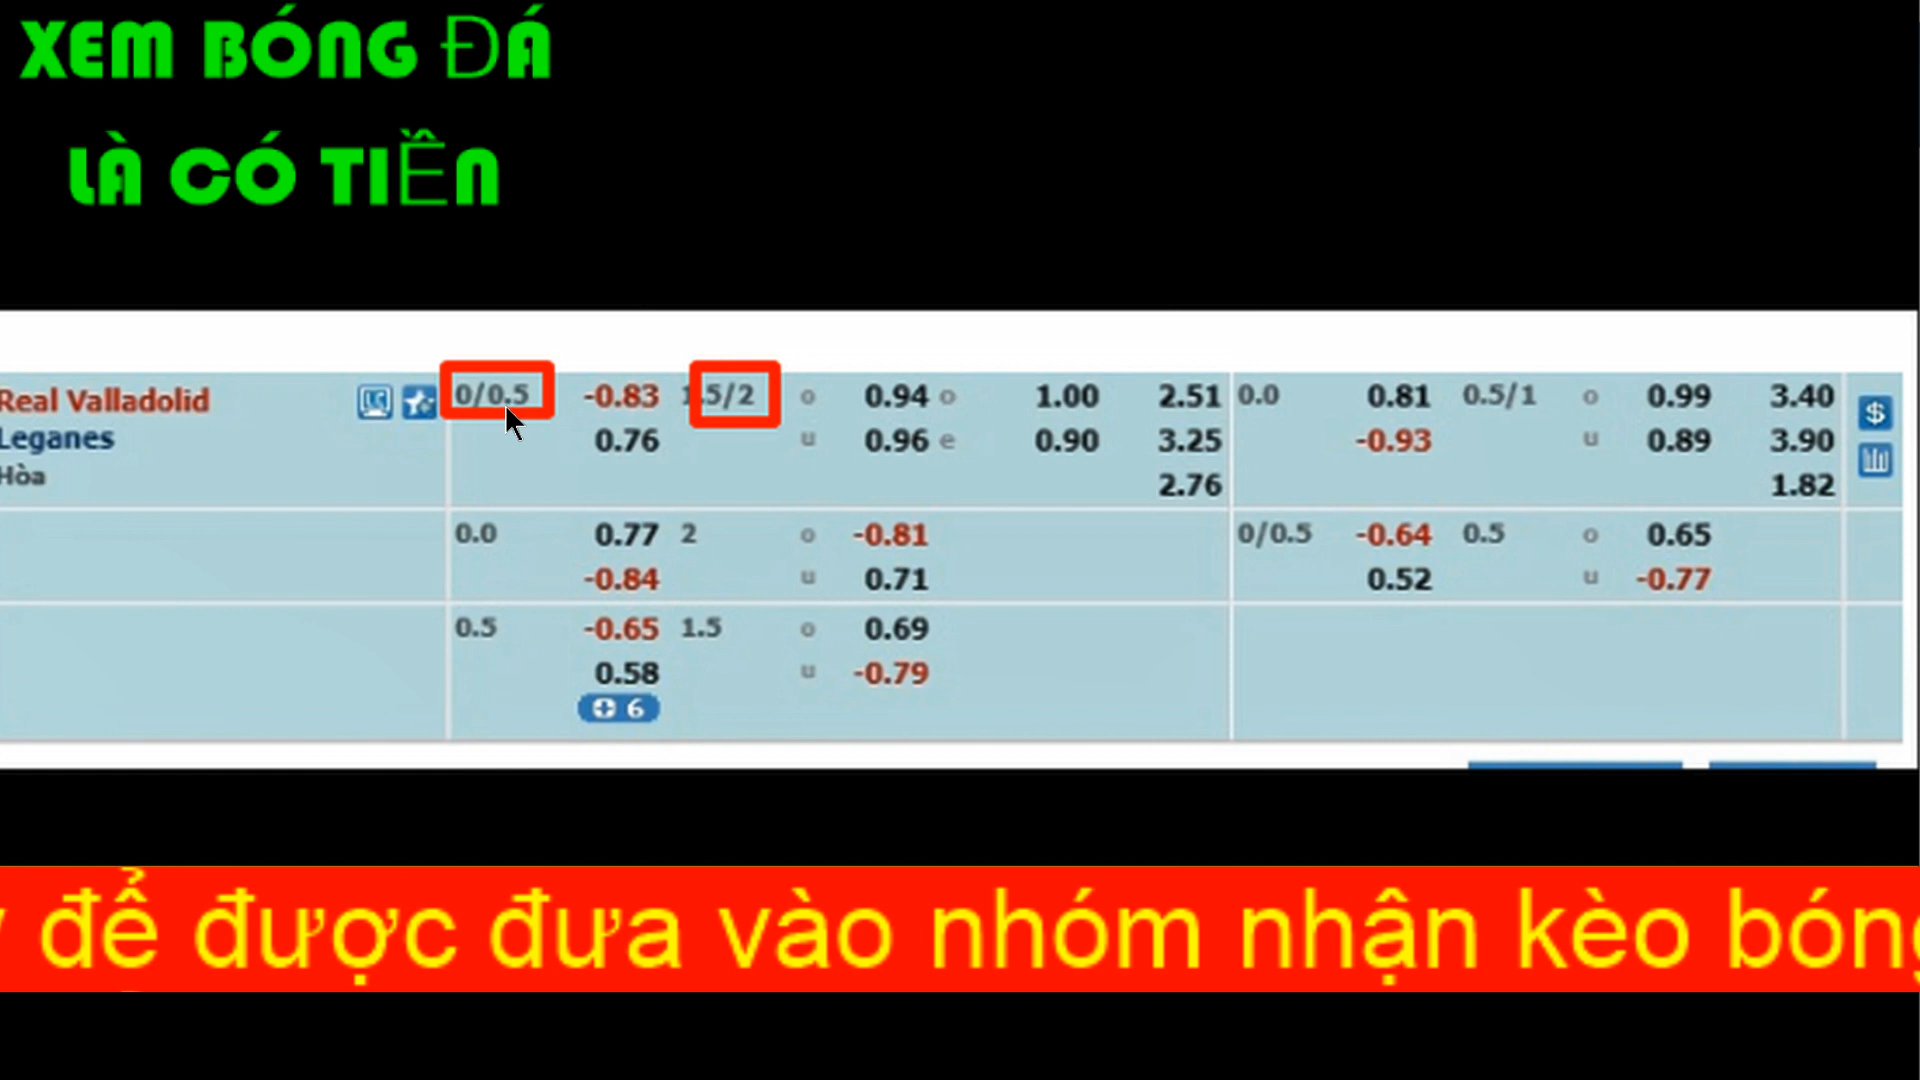 XEM BÓNG ĐÁ
LÀ CÓ TIỀN
Real Valladolid 0/0.5 -0.83 1.5/2 o 0.94 o 1.00 2.51 0.0 0.81 0.5/1 o 0.99 3.40 $
Leganes 0.76 u 0.96 e 0.90 3.25 -0.93 u 0.89 3.90
Hòa 2.76 1.82
0.0 0.77 2 o -0.81 0/0.5 -0.64 0.5 o 0.65
-0.84 u 0.71 0.52 u -0.77
0.5 -0.65 1.5 o 0.69
0.58 u -0.79
6
để được đưa vào nhóm nhận kèo bóng